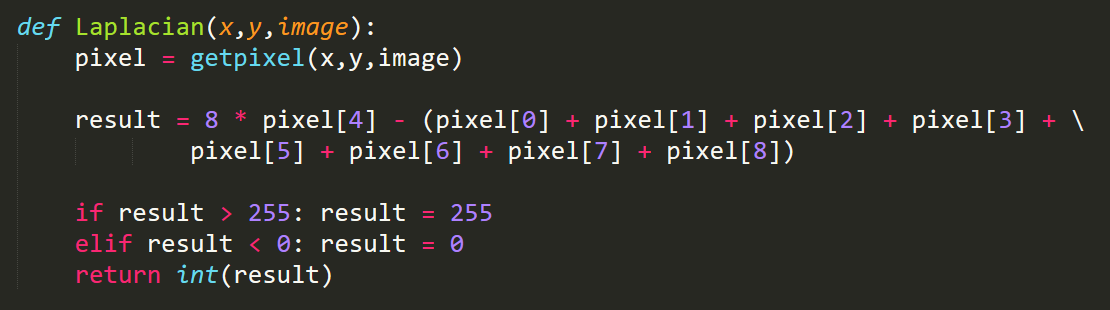 def Laplacian(x,y,image):
    pixel = getpixel(x,y,image)
    result = 8 * pixel[4] - (pixel[0] + pixel[1] + pixel[2] + pixel[3] + \
            pixel[5] + pixel[6] + pixel[7] + pixel[8])
    if result > 255: result = 255
    elif result < 0: result = 0
    return int(result)